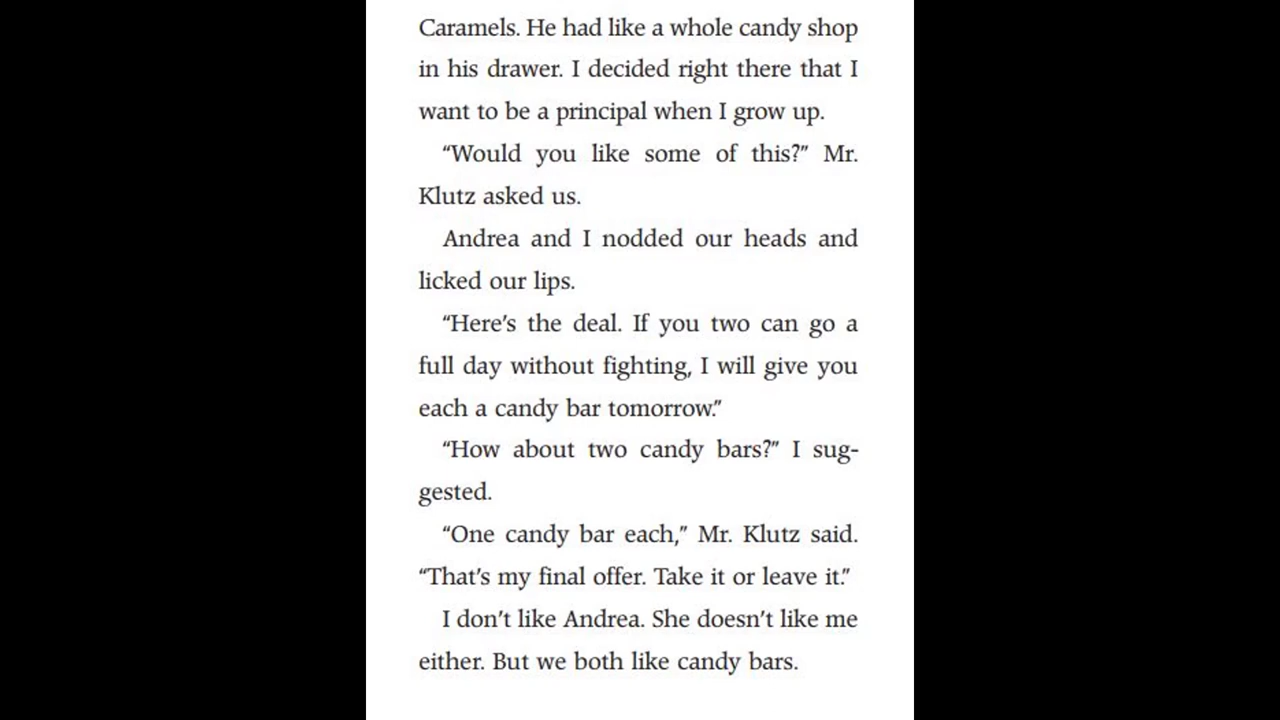 Caramels. He had like a whole candy shop
in his drawer. I decided right there that I
want to be a principal when I grow up.
“Would you like some of this?” Mr.
Klutz asked us.
Andrea and I nodded our heads and
licked our lips.
“Here’s the deal. If you two can go a
full day without fighting, I will give you
each a candy bar tomorrow.”
“How about two candy bars?” I sug-
gested.
“One candy bar each,” Mr. Klutz said.
“That’s my final offer. Take it or leave it.”
I don’t like Andrea. She doesn’t like me
either. But we both like candy bars.